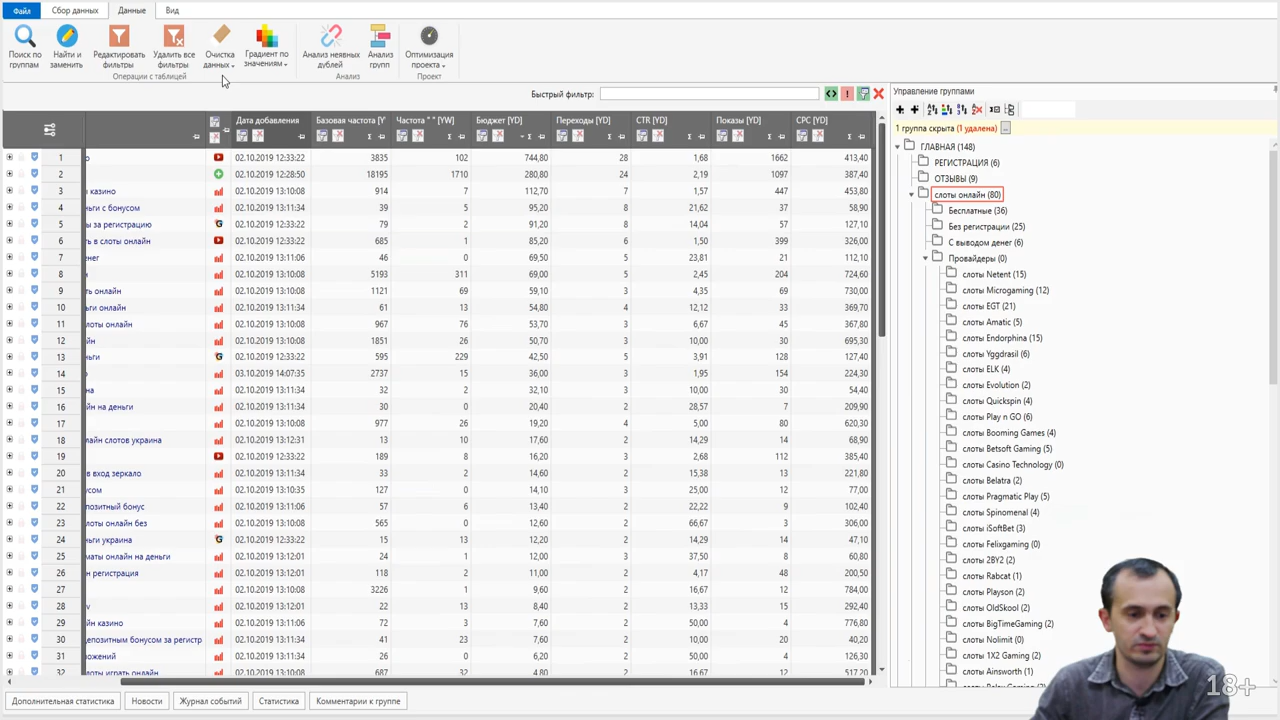 Файл Сбор данных Данные Вид
Поиск по группам Найти и заменить Редактировать фильтры Удалить все фильтры Очистка данных Градиент по значениям Анализ неявных дублей Анализ групп Оптимизация проекта
Операции с таблицей Анализ Проект
Быстрый фильтр:
Дата добавления Базовая частота [Y Частота " " [YW] Бюджет [YD] Переходы [YD] CTR [YD] Показы [YD] CPC [YD]
1 о 02.10.2019 12:33:22 3835 102 744,80 28 1,68 1662 413,40
2 02.10.2019 12:28:50 18195 1710 280,80 24 2,19 1097 387,40
3 казино 02.10.2019 13:10:08 914 7 112,70 7 1,57 447 453,80
4 ньги с бонусом 02.10.2019 13:11:34 39 5 95,20 8 21,62 37 58,90
5 ы за регистрацию 02.10.2019 12:33:22 79 2 91,20 8 14,04 57 127,10
6 ть в слоты онлайн 02.10.2019 12:33:22 685 1 85,20 6 1,50 399 326,00
7 енег 02.10.2019 13:11:06 46 0 69,50 5 23,81 21 112,10
8 м 02.10.2019 13:10:08 5193 311 69,00 5 2,45 204 724,60
9 ть онлайн 02.10.2019 13:10:08 1121 69 59,10 3 4,35 69 730,00
10 ьги онлайн 02.10.2019 13:11:34 61 13 54,80 4 12,12 33 369,70
11 лоты онлайн 02.10.2019 13:10:08 967 76 53,70 3 6,67 45 367,80
12 йн 02.10.2019 13:10:08 1651 26 50,70 3 10,00 30 695,30
13 ньги 02.10.2019 12:33:22 595 229 42,50 5 3,91 128 127,40
14 о 03.10.2019 14:07:35 2737 15 36,00 3 1,95 154 224,30
15 на 02.10.2019 13:11:34 32 2 32,10 3 10,00 30 54,40
16 йн на деньги 02.10.2019 13:11:34 30 0 20,40 2 28,57 7 209,90
17 02.10.2019 13:10:08 977 26 19,20 4 5,00 80 620,30
18 лайн слотов украина 02.10.2019 13:12:31 13 10 17,60 2 14,29 14 68,90
19 02.10.2019 12:33:22 189 8 16,20 3 2,68 112 385,40
20 вход зеркало 02.10.2019 13:11:34 33 2 14,60 2 15,38 13 221,80
21 усом 02.10.2019 13:10:35 127 0 14,10 3 25,00 12 77,00
22 позитный бонус 02.10.2019 13:11:34 57 6 13,40 2 22,22 9 102,40
23 лоты онлайн без 02.10.2019 13:10:08 565 0 12,60 2 66,67 3 306,00
24 ньги украина 02.10.2019 12:33:22 15 13 12,20 2 14,29 14 47,10
25 маты онлайн на деньги 02.10.2019 13:12:01 24 1 12,00 3 37,50 8 60,80
26 н регистрация 02.10.2019 13:12:01 118 2 11,00 2 4,17 48 200,50
27 02.10.2019 13:10:08 3226 1 9,60 2 16,67 12 784,00
28 v 02.10.2019 13:12:01 22 13 8,40 2 13,33 15 292,40
29 йн казино 02.10.2019 13:10:08 72 3 7,60 2 50,00 4 776,80
30 депозитным бонусом за регистр 02.10.2019 13:11:34 41 23 7,60 2 10,00 20 40,20
31 ложений 02.10.2019 13:11:34 26 0 6,20 2 50,00 4 126,30
32 лоты играть онлайн 02.10.2019 13:10:08 687 32 4,80 2 16,67 12 517,20
Управление группами
1 группа скрыта (1 удалена) ...
ГЛАВНАЯ (148)
РЕГИСТРАЦИЯ (6)
ОТЗЫВЫ (9)
слоты онлайн (80)
Бесплатные (36)
Без регистрации (25)
С выводом денег (6)
Провайдеры (0)
слоты Netent (15)
слоты Microgaming (12)
слоты EGT (21)
слоты Amatic (5)
слоты Endorphina (15)
слоты Yggdrasil (6)
слоты ELK (4)
слоты Evolution (2)
слоты Quickspin (4)
слоты Play n GO (6)
слоты Booming Games (4)
слоты Betsoft Gaming (5)
слоты Casino Technology (0)
слоты Belatra (2)
слоты Pragmatic Play (5)
слоты Spinomenal (4)
слоты iSoftBet (3)
слоты Felixgaming (0)
слоты 2BY2 (2)
слоты Rabcat (1)
слоты Playson (2)
слоты OldSkool (2)
слоты BigTimeGaming (2)
слоты Nolimit (0)
слоты 1X2 Gaming (2)
слоты Ainsworth (1)
18+
Дополнительная статистика Новости Журнал событий Статистика Комментарии к группе